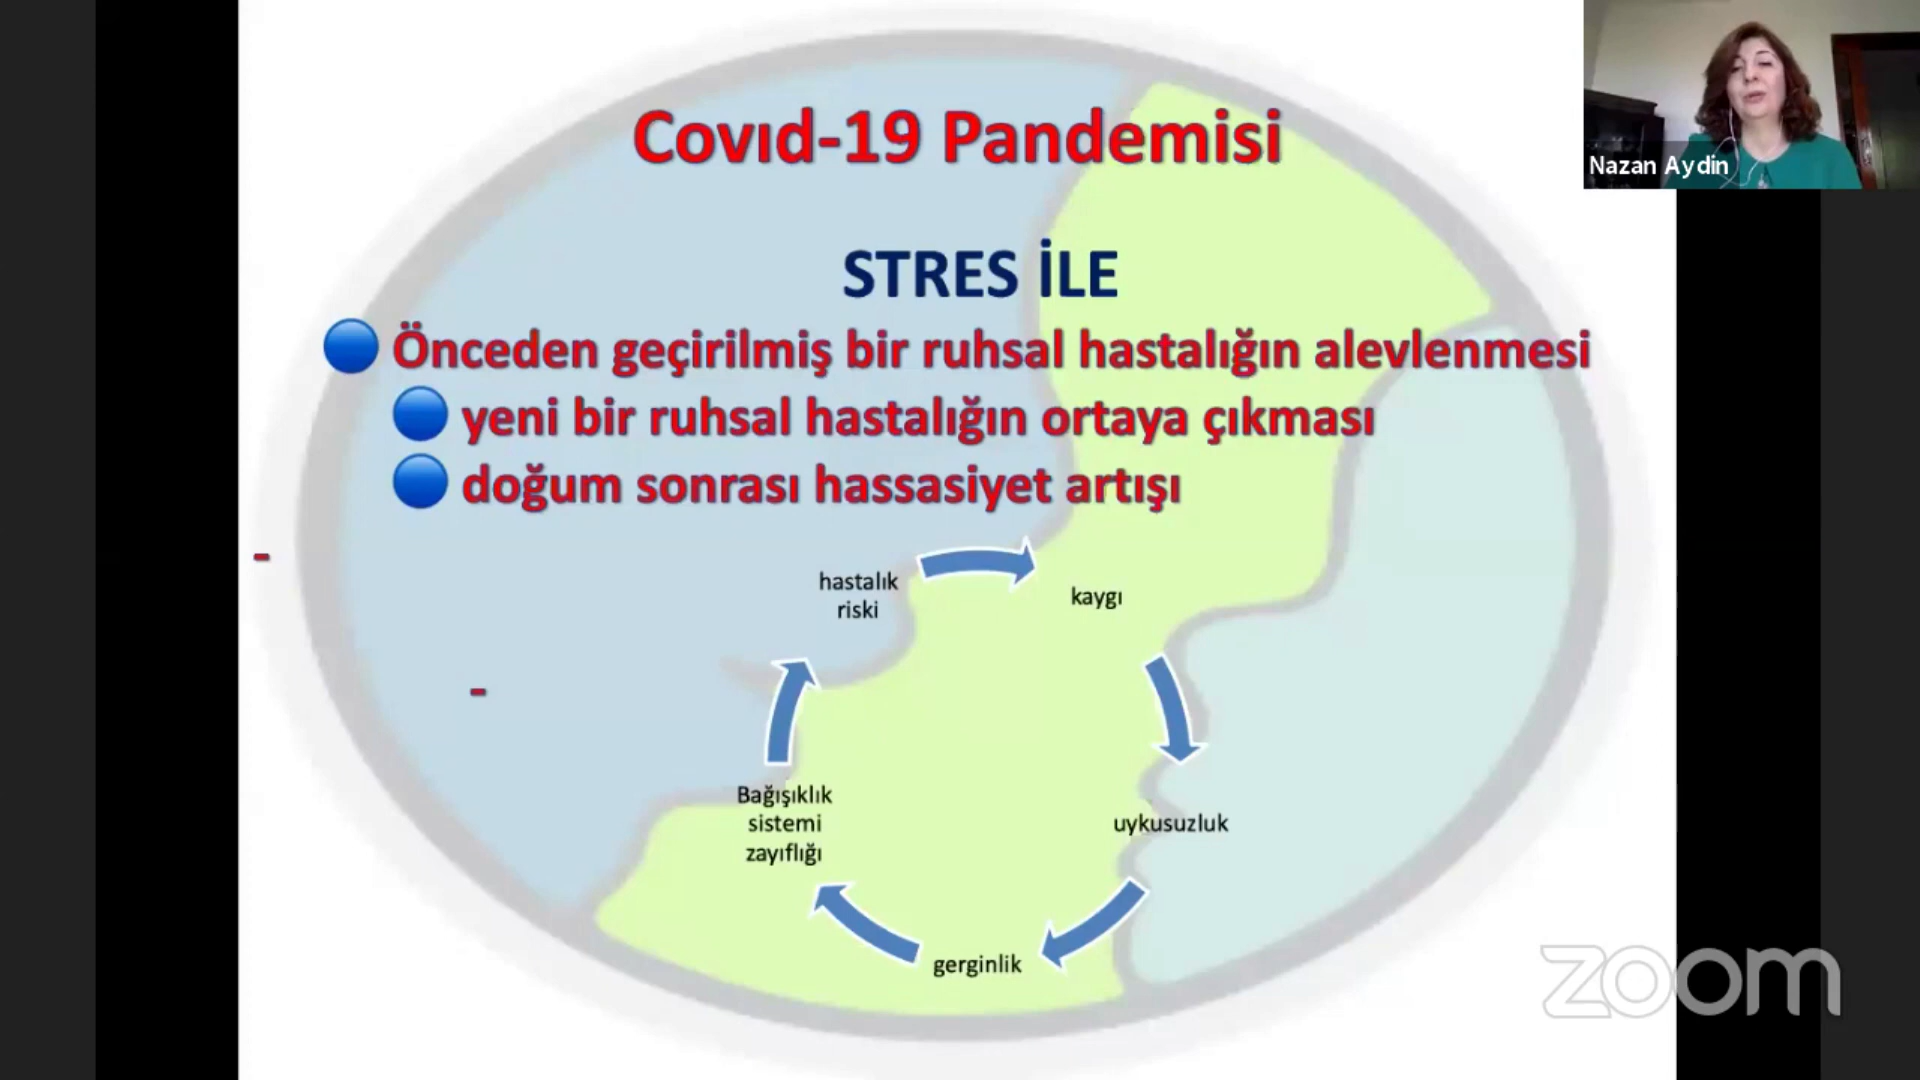 Covıd-19 Pandemisi
Nazan Aydin
STRES İLE
Önceden geçirilmiş bir ruhsal hastalığın alevlenmesi
yeni bir ruhsal hastalığın ortaya çıkması
doğum sonrası hassasiyet artışı
-
hastalık
riski
kaygı
-
Bağışıklık
sistemi
zayıflığı
uykusuzluk
gerginlik
zoom